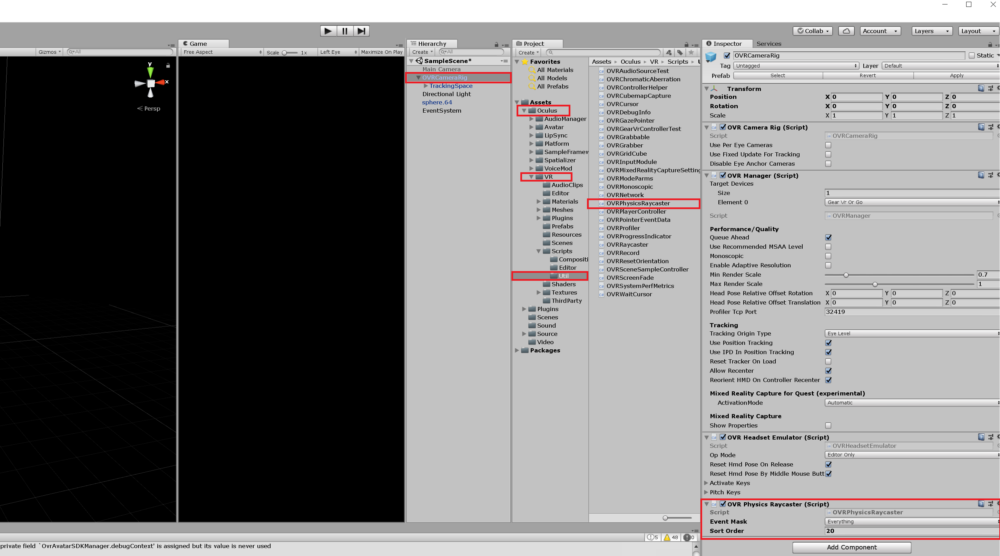 Collab
Account
Layers
Layout
Game
Hierarchy
Project
Inspector
Services
Gizmos
All
Free Aspect
Scale
1x
Left Eye
Maximize On Play
Create
All
SampleScene*
Main Camera
OVRCameraRig
TrackingSpace
Directional Light
sphere.64
EventSystem
Create
Favorites
All Materials
All Models
All Prefabs
Assets
Oculus
AudioManager
Avatar
LipSync
Platform
SampleFramew
Spatializer
VoiceMod
VR
AudioClips
Editor
Materials
Meshes
Plugins
Prefabs
Resources
Scenes
Scripts
Compositi
Editor
Util
Shaders
Textures
ThirdParty
Plugins
Scenes
Sound
Source
Video
Packages
Assets Oculus VR Scripts
OVRAudioSourceTest
OVRChromaticAberration
OVRControllerHelper
OVRCubemapCapture
OVRCursor
OVRDebugInfo
OVRGazePointer
OVRGearVrControllerTest
OVRGrabbable
OVRGrabber
OVRGridCube
OVRInputModule
OVRMixedRealityCaptureSetting
OVRModeParms
OVRMonoscopic
OVRNetwork
OVRPhysicsRaycaster
OVRPlayerController
OVRPointerEventData
OVRProfiler
OVRProgressIndicator
OVRRaycaster
OVRRecord
OVRResetOrientation
OVRSceneSampleController
OVRScreenFade
OVRSystemPerfMetrics
OVRWaitCursor
y
x
Persp
OVRCameraRig
Static
Tag Untagged Layer Default
Prefab Select Revert Apply
Transform
Position X 0 Y 0 Z 0
Rotation X 0 Y 0 Z 0
Scale X 1 Y 1 Z 1
OVR Camera Rig (Script)
Script OVRCameraRig
Use Per Eye Cameras
Use Fixed Update For Tracking
Disable Eye Anchor Cameras
OVR Manager (Script)
Target Devices
Size 1
Element 0 Gear Vr Or Go
Script OVRManager
Performance/Quality
Queue Ahead
Use Recommended MSAA Level
Monoscopic
Enable Adaptive Resolution
Min Render Scale 0.7
Max Render Scale 1
Head Pose Relative Offset Rotation X 0 Y 0 Z 0
Head Pose Relative Offset Translation X 0 Y 0 Z 0
Profiler Tcp Port 32419
Tracking
Tracking Origin Type Eye Level
Use Position Tracking
Use IPD In Position Tracking
Reset Tracker On Load
Allow Recenter
Reorient HMD On Controller Recenter
Mixed Reality Capture for Quest (experimental)
ActivationMode Automatic
Mixed Reality Capture
Show Properties
OVR Headset Emulator (Script)
Script OVRHeadsetEmulator
Op Mode Editor Only
Reset Hmd Pose On Release
Reset Hmd Pose By Middle Mouse Butt
Activate Keys
Pitch Keys
OVR Physics Raycaster (Script)
Script OVRPhysicsRaycaster
Event Mask Everything
Sort Order 20
Add Component
5 48 0
private field `OvrAvatarSDKManager.debugContext' is assigned but its value is never used